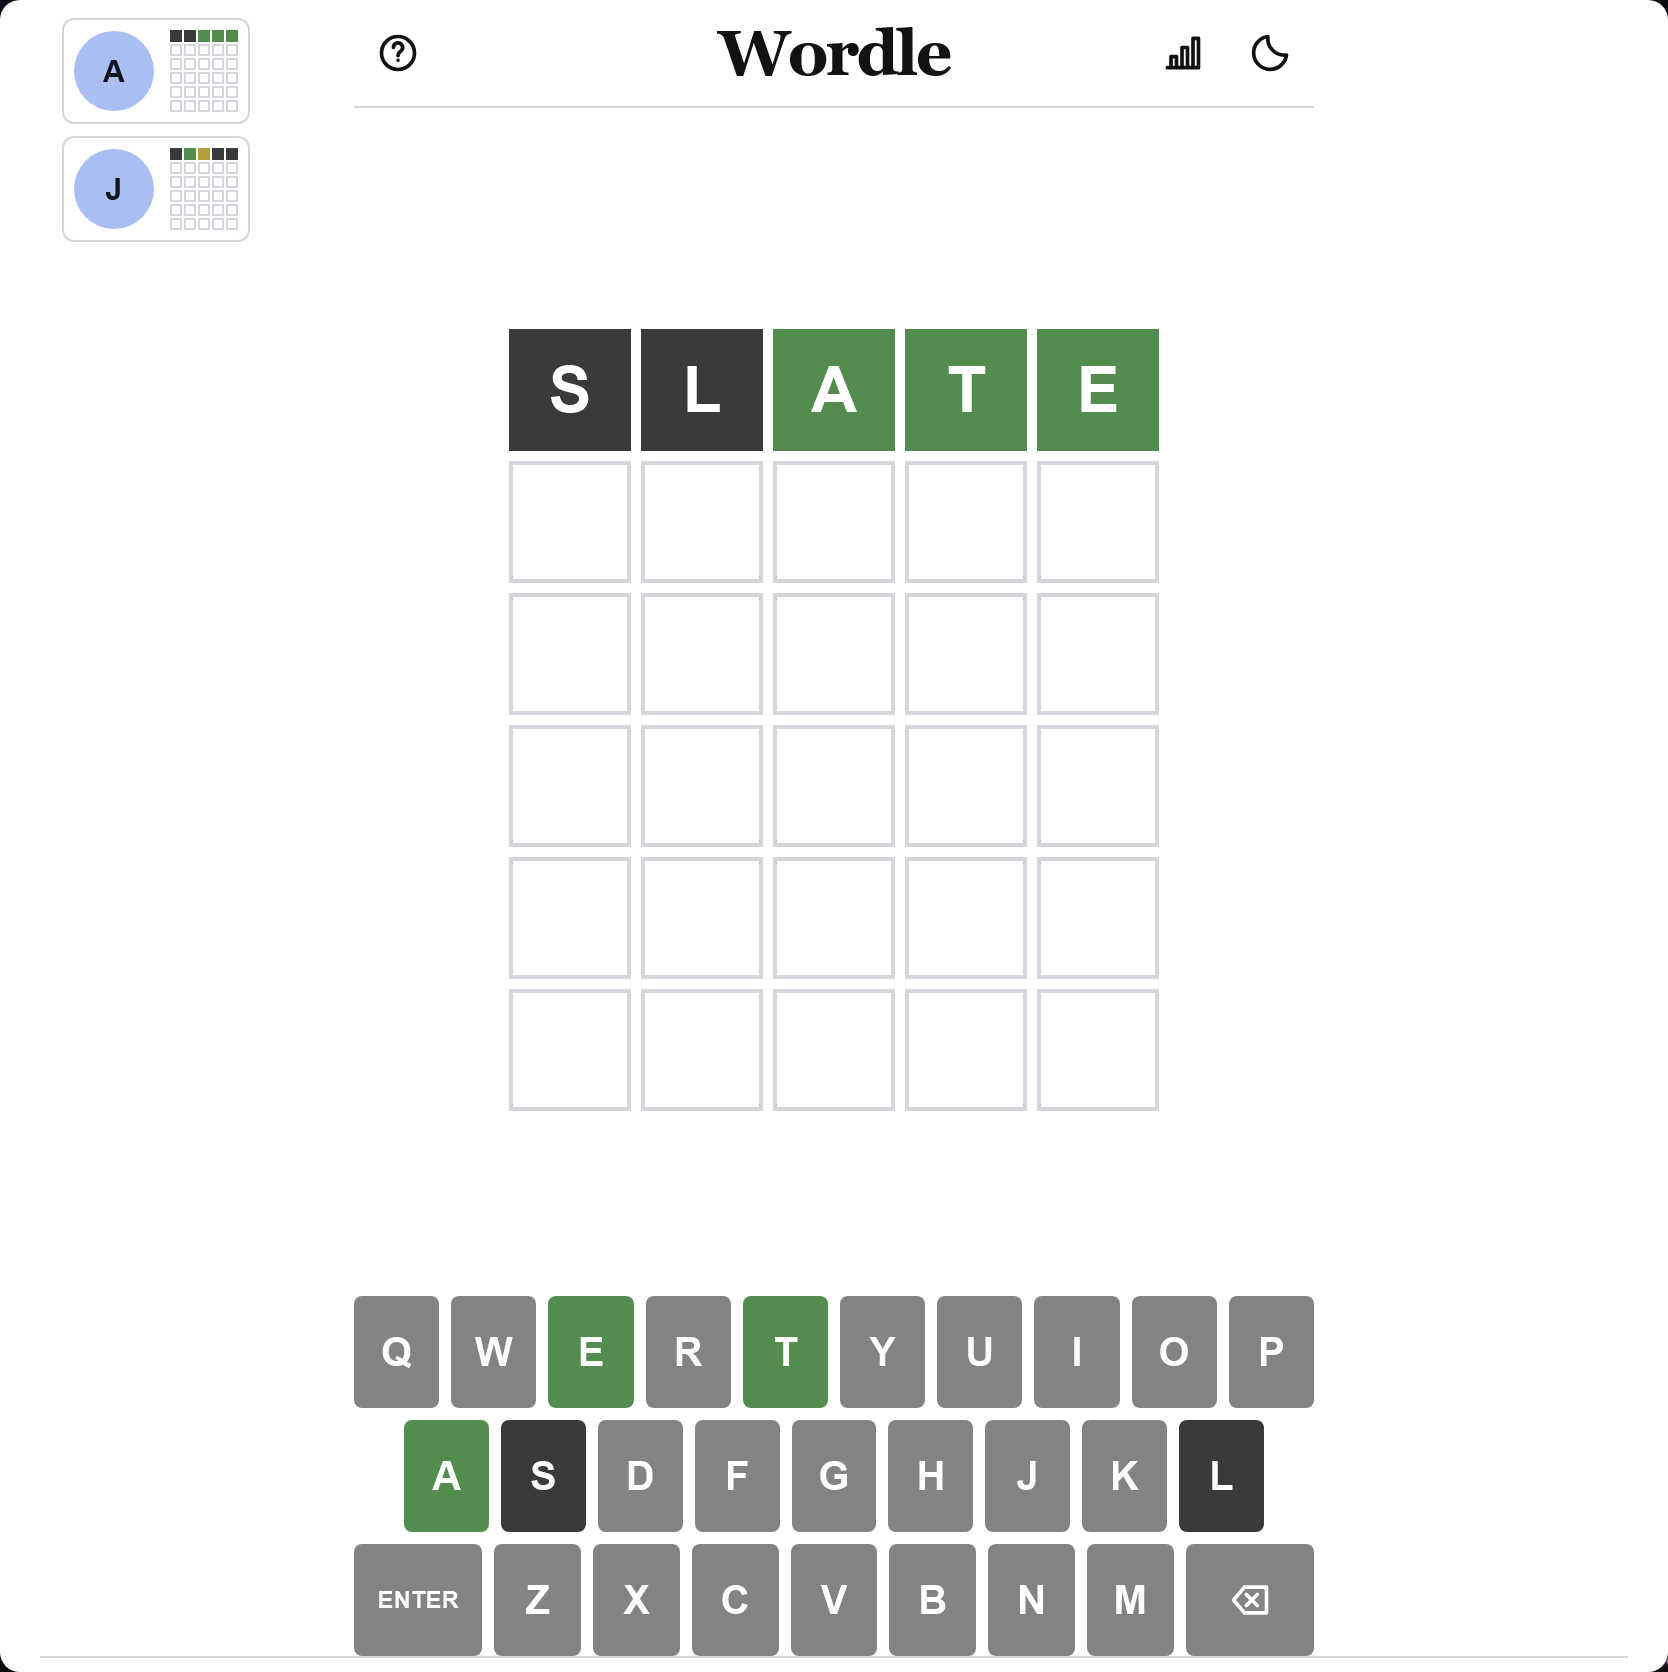 A
J
Wordle
S L A T E
Q W E R T Y U I O P
A S D F G H J K L
ENTER Z X C V B N M